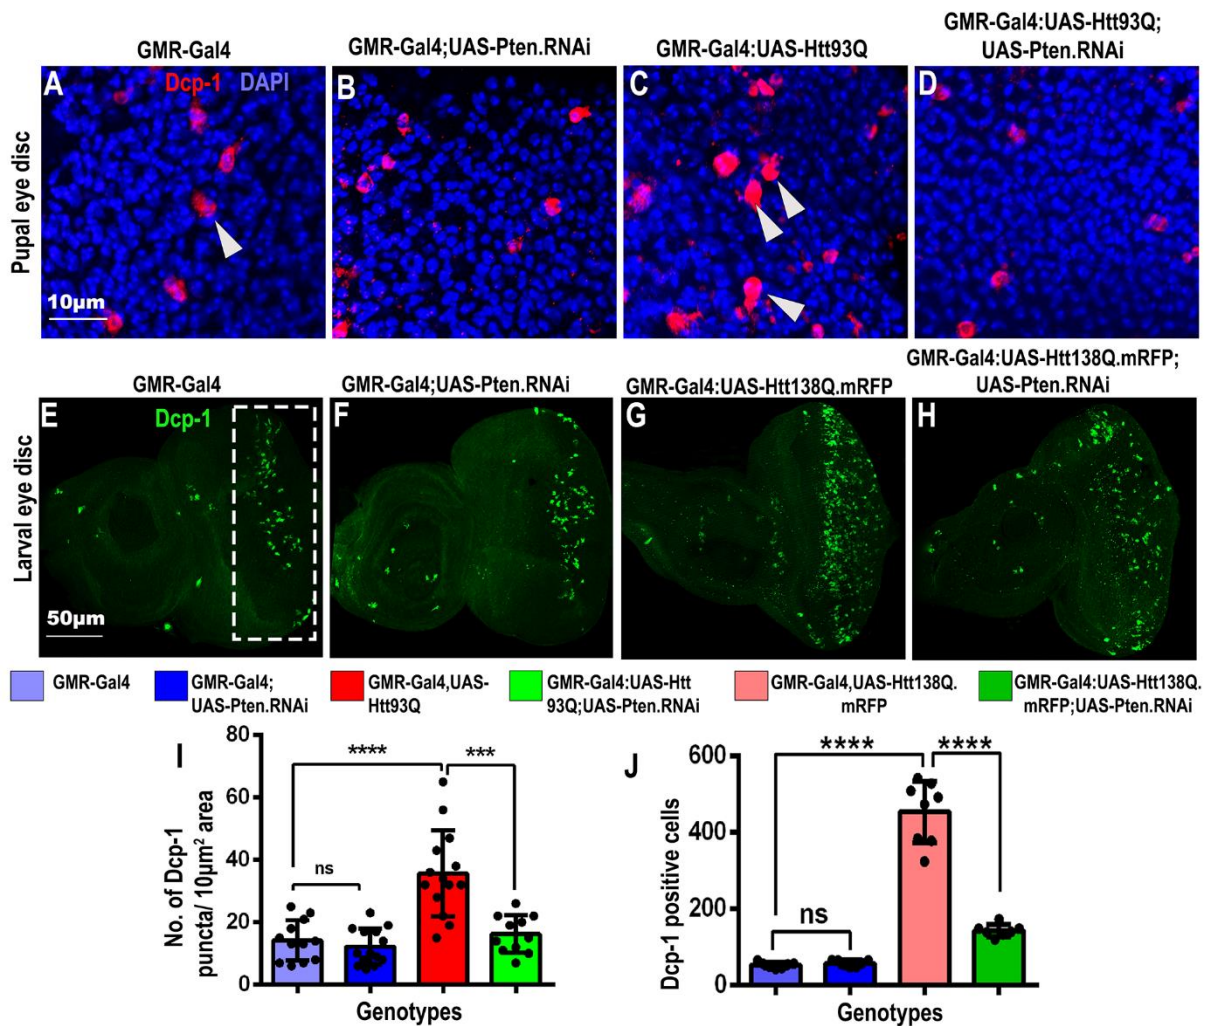 GMR-Gal4
GMR-Gal4;UAS-Pten.RNAi
GMR-Gal4:UAS-Htt93Q
GMR-Gal4:UAS-Htt93Q;
UAS-Pten.RNAi
Pupal eye disc
A
Dcp-1
DAPI
B
C
D
10µm
GMR-Gal4
GMR-Gal4;UAS-Pten.RNAi
GMR-Gal4:UAS-Htt138Q.mRFP
GMR-Gal4:UAS-Htt138Q.mRFP;
UAS-Pten.RNAi
Larval eye disc
E
Dcp-1
F
G
H
50µm
GMR-Gal4
GMR-Gal4;
UAS-Pten.RNAi
GMR-Gal4,UAS-
Htt93Q
GMR-Gal4:UAS-Htt
93Q;UAS-Pten.RNAi
GMR-Gal4,UAS-Htt138Q.
mRFP
GMR-Gal4:UAS-Htt138Q.
mRFP;UAS-Pten.RNAi
I
No. of Dcp-1
puncta/ 10µm² area
80
60
40
20
0
****
***
ns
Genotypes
J
Dcp-1 positive cells
600
400
200
0
****
****
ns
Genotypes